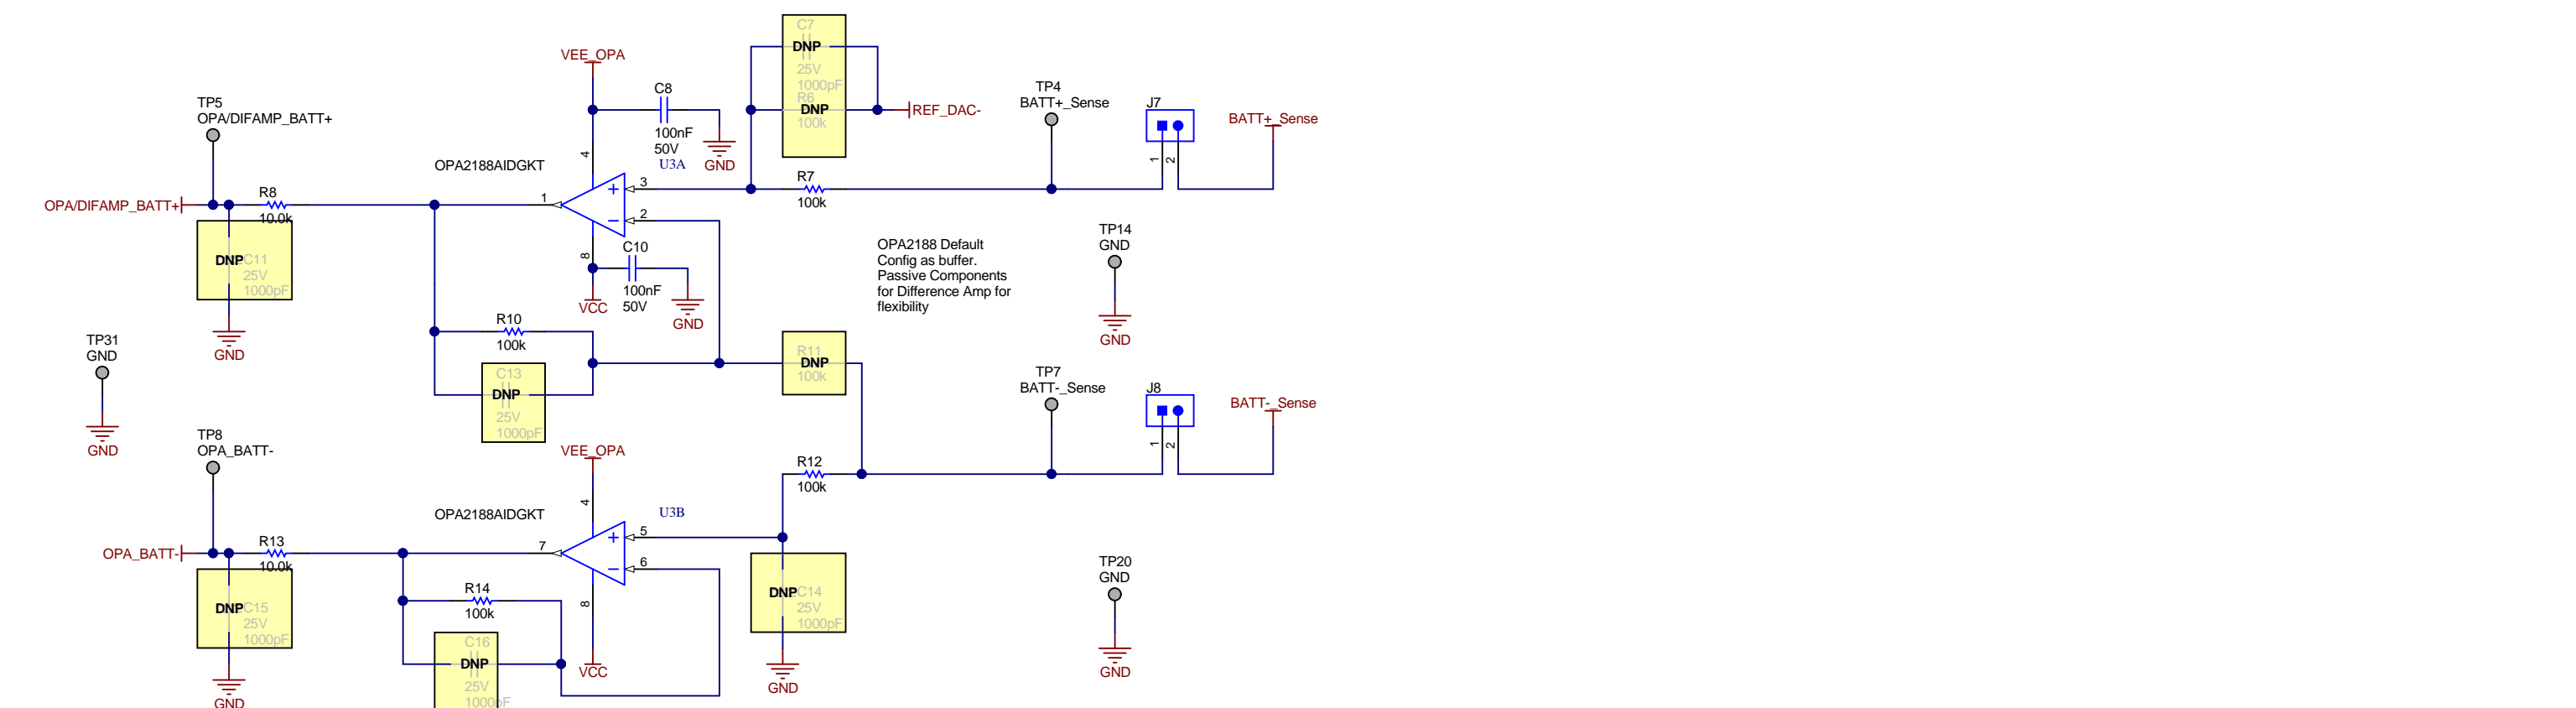 C7
DNP
25V
1000pF
R6
DNP
100k
REF_DAC-
VEE_OPA
C8
100nF
50V
GND
TP5
OPA/DIFAMP_BATT+
OPA2188AIDGKT
U3A
4
3
2
1
8
TP4
BATT+_Sense
J7
1
2
BATT+_Sense
R7
100k
OPA/DIFAMP_BATT+
R8
10.0k
DNP
C11
25V
1000pF
GND
C10
100nF
50V
GND
VCC
OPA2188 Default
Config as buffer.
Passive Components
for Difference Amp for
flexibility
TP14
GND
GND
R10
100k
C13
DNP
25V
1000pF
R11
DNP
100k
TP31
GND
GND
TP7
BATT-_Sense
J8
1
2
BATT-_Sense
TP8
OPA_BATT-
VEE_OPA
R12
100k
OPA2188AIDGKT
U3B
4
5
6
7
8
OPA_BATT-
R13
10.0k
DNP
C15
25V
1000pF
GND
R14
100k
C16
DNP
25V
1000pF
VCC
DNP
C14
25V
1000pF
GND
TP20
GND
GND